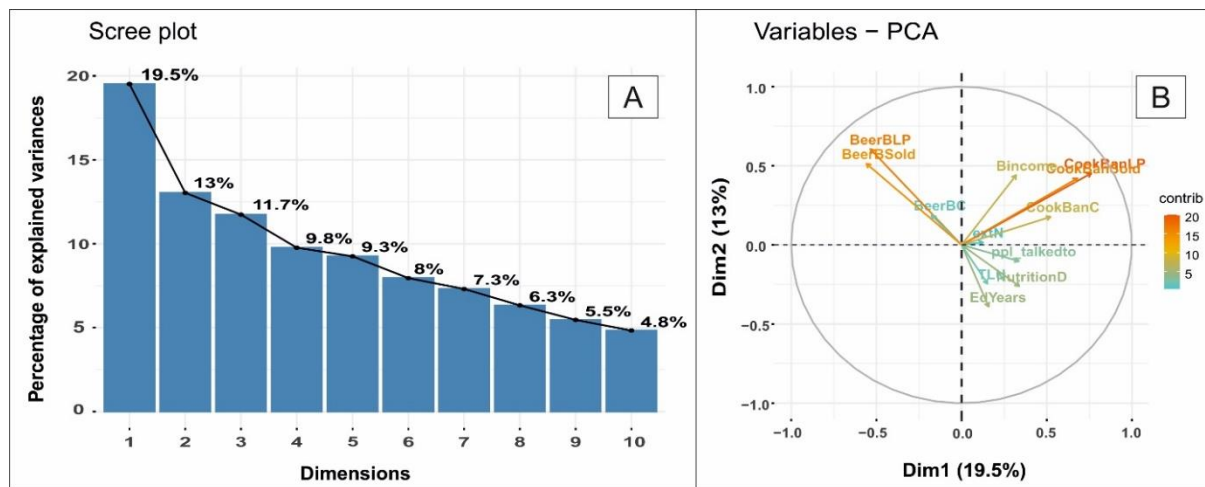 Scree plot
A
Percentage of explained variances
20
15
10
5
0
19.5%
13%
11.7%
9.8%
9.3%
8%
7.3%
6.3%
5.5%
4.8%
1 2 3 4 5 6 7 8 9 10
Dimensions
Variables − PCA
B
Dim2 (13%)
1.0
0.5
0.0
−0.5
−1.0
BeerBLP
BeerBSold
BeerBC
Bincome
CookBanLP
CookBanSold
CookBanC
extN
ppl_talkedto
NutritionD
EdYears
−1.0 −0.5 0.0 0.5 1.0
Dim1 (19.5%)
contrib
20
15
10
5